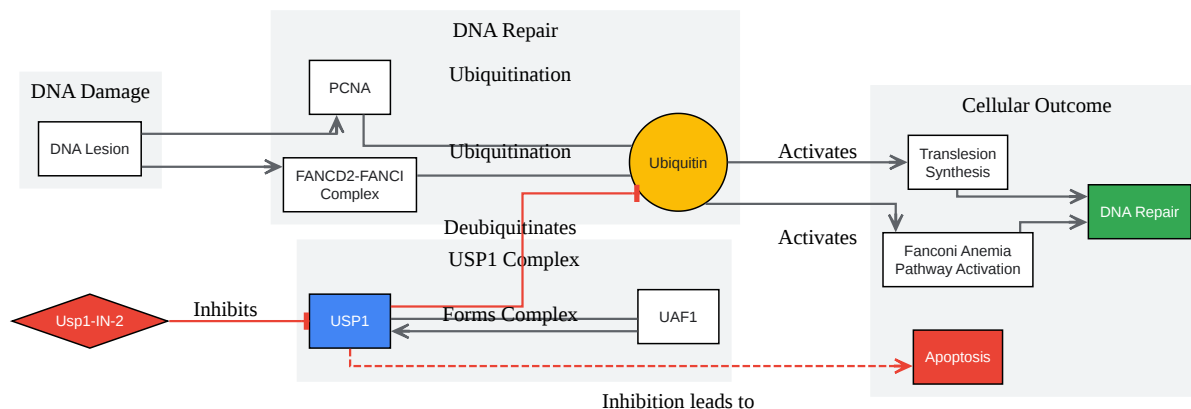 DNA Repair
Ubiquitination
DNA Damage
PCNA
Cellular Outcome
DNA Lesion
Ubiquitination
Ubiquitin
Activates
Translesion
Synthesis
FANCD2-FANCI
Complex
DNA Repair
Deubiquitinates
Activates
Fanconi Anemia
Pathway Activation
USP1 Complex
Usp1-IN-2
Inhibits
USP1
Forms Complex
UAF1
Apoptosis
Inhibition leads to